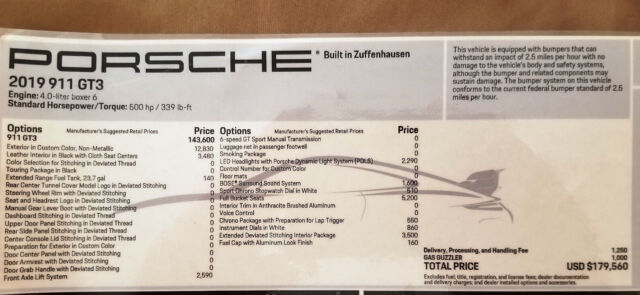 PORSCHE® Built in Zuffenhausen
2019 911 GT3
Engine: 4.0-liter boxer 6
Standard Horsepower/Torque: 500 hp / 339 lb-ft
This vehicle is equipped with bumpers that can
withstand an impact of 2.5 miles per hour with no
damage to the vehicle's body and safety systems,
although the bumper and related components may
sustain damage. The bumper system on this vehicle
conforms to the current federal bumper standard of 2.5
miles per hour.
Options Manufacturer's Suggested Retail Prices Price
911 GT3 143,600
Exterior in Custom Color, Non-Metallic 12,830
Leather Interior in Black with Cloth Seat Centers 3,480
Color Selection for Stitching in Deviated Thread 0
Touring Package in Black 0
Extended Range Fuel Tank, 23.7 gal 140
Rear Center Tunnel Cover Model Logo in Deviated Stitching 0
Steering Wheel Rim with Deviated Stitching 0
Seat and Headrest Logo in Deviated Stitching 0
Manual Gear Lever Boot with Deviated Stitching 0
Dashboard Stitching in Deviated Thread 0
Upper Door Panel Stitching in Deviated Thread 0
Rear Side Panel Stitching in Deviated Thread 0
Center Console Lid Stitching in Deviated Thread 0
Preparation for Exterior in Custom Color 0
Door Center Panel with Deviated Stitching 0
Door Armrest with Deviated Stitching 0
Door Grab Handle with Deviated Stitching 0
Front Axle Lift System 2,590
Options Manufacturer's Suggested Retail Prices Price
6-speed GT Sport Manual Transmission 0
Luggage net in passenger footwell 0
Smoking Package 0
LED Headlights with Porsche Dynamic Light System (PDLS) 2,290
Control Number for Custom Color 0
Floor mats 0
BOSE® Surround Sound System 1,600
Sport Chrono Stopwatch Dial in White 510
Full Bucket Seats 5,200
Interior Trim in Anthracite Brushed Aluminum 0
Voice Control 0
Chrono Package with Preparation for Lap Trigger 550
Instrument Dials in White 860
Extended Deviated Stitching Interior Package 3,500
Fuel Cap with Aluminum Look Finish 160
Delivery, Processing, and Handling Fee 1,250
GAS GUZZLER 1,000
TOTAL PRICE USD $179,560
Excludes fuel, title, registration, and license fees; dealer documentation
and delivery charges; and dealer installed options and accessories.